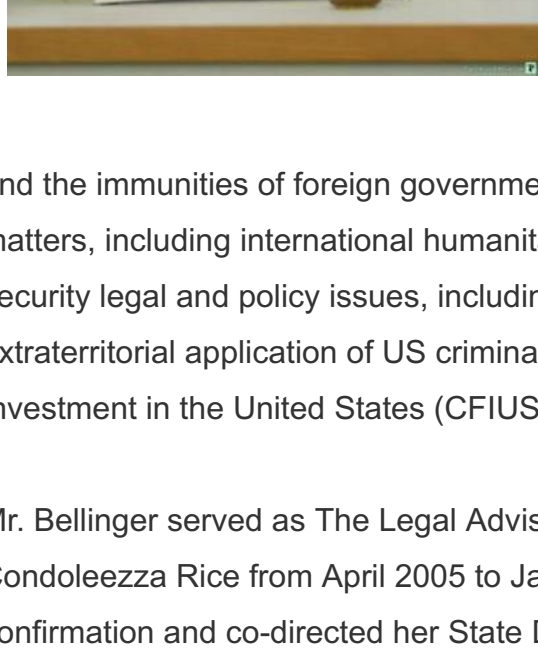 nd the immunities of foreign governme
natters, including international humanit
ecurity legal and policy issues, includin
xtraterritorial application of US crimina
nvestment in the United States (CFIUS
Mr. Bellinger served as The Legal Advis
Condoleezza Rice from April 2005 to Ja
onfirmation and co-directed her State D